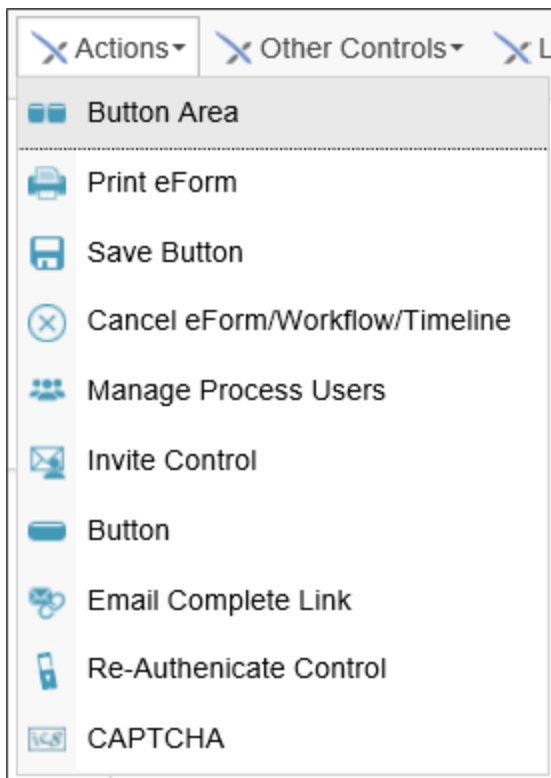 Actions Other Controls L
Button Area
Print eForm
Save Button
Cancel eForm/Workflow/Timeline
Manage Process Users
Invite Control
Button
Email Complete Link
Re-Authenicate Control
CAPTCHA